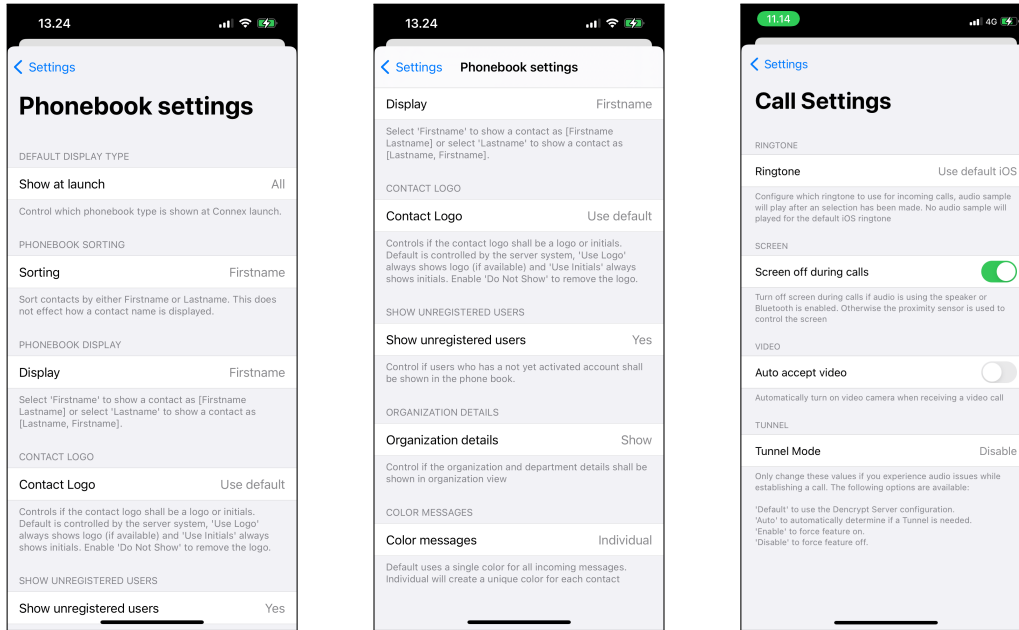 13.24
Settings
Phonebook settings
DEFAULT DISPLAY TYPE
Show at launch All
Control which phonebook type is shown at Connex launch.
PHONEBOOK SORTING
Sorting Firstname
Sort contacts by either Firstname or Lastname. This does
not effect how a contact name is displayed.
PHONEBOOK DISPLAY
Display Firstname
Select 'Firstname' to show a contact as [Firstname
Lastname] or select 'Lastname' to show a contact as
[Lastname, Firstname].
CONTACT LOGO
Contact Logo Use default
Controls if the contact logo shall be a logo or initials.
Default is controlled by the server system, 'Use Logo'
always shows logo (if available) and 'Use Initials' always
shows initials. Enable 'Do Not Show' to remove the logo.
SHOW UNREGISTERED USERS
Show unregistered users Yes
13.24
Settings Phonebook settings
Display Firstname
Select 'Firstname' to show a contact as [Firstname
Lastname] or select 'Lastname' to show a contact as
[Lastname, Firstname].
CONTACT LOGO
Contact Logo Use default
Controls if the contact logo shall be a logo or initials.
Default is controlled by the server system, 'Use Logo'
always shows logo (if available) and 'Use Initials' always
shows initials. Enable 'Do Not Show' to remove the logo.
SHOW UNREGISTERED USERS
Show unregistered users Yes
Control if users who has a not yet activated account shall
be shown in the phone book.
ORGANIZATION DETAILS
Organization details Show
Control if the organization and department details shall be
shown in organization view
COLOR MESSAGES
Color messages Individual
Default uses a single color for all incoming messages.
Individual will create a unique color for each contact
11.14 4G
Settings
Call Settings
RINGTONE
Ringtone Use default iOS
Configure which ringtone to use for incoming calls, audio sample
will play after an selection has been made. No audio sample will
played for the default iOS ringtone
SCREEN
Screen off during calls
Turn off screen during calls if audio is using the speaker or
Bluetooth is enabled. Otherwise the proximity sensor is used to
control the screen
VIDEO
Auto accept video
Automatically turn on video camera when receiving a video call
TUNNEL
Tunnel Mode Disable
Only change these values if you experience audio issues while
establishing a call. The following options are available:
'Default' to use the Dencrypt Server configuration.
'Auto' to automatically determine if a Tunnel is needed.
'Enable' to force feature on.
'Disable' to force feature off.